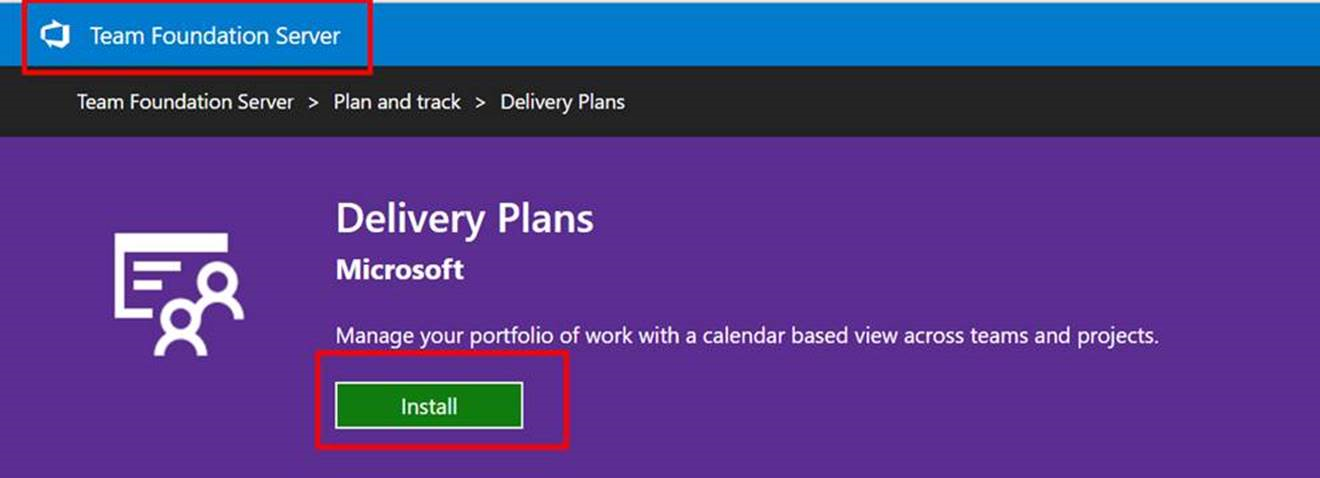 Team Foundation Server
Team Foundation Server > Plan and track > Delivery Plans
Delivery Plans
Microsoft
Manage your portfolio of work with a calendar based view across teams and projects.
Install